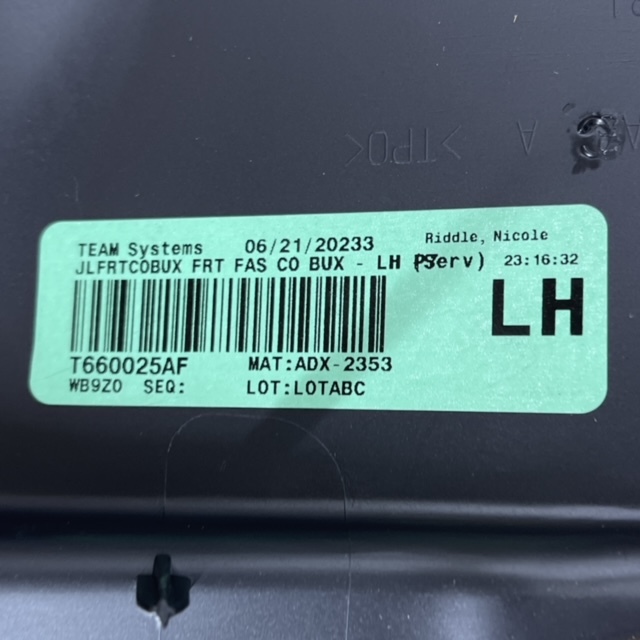 >TPO<
A
TEAM Systems 06/21/20233 Riddle, Nicole
JLFRTCOBUX FRT FAS CO BUX - LH 23:16:32
LH
T660025AF MAT:ADX-2353
WB9Z0 SEQ: LOT:LOTABC